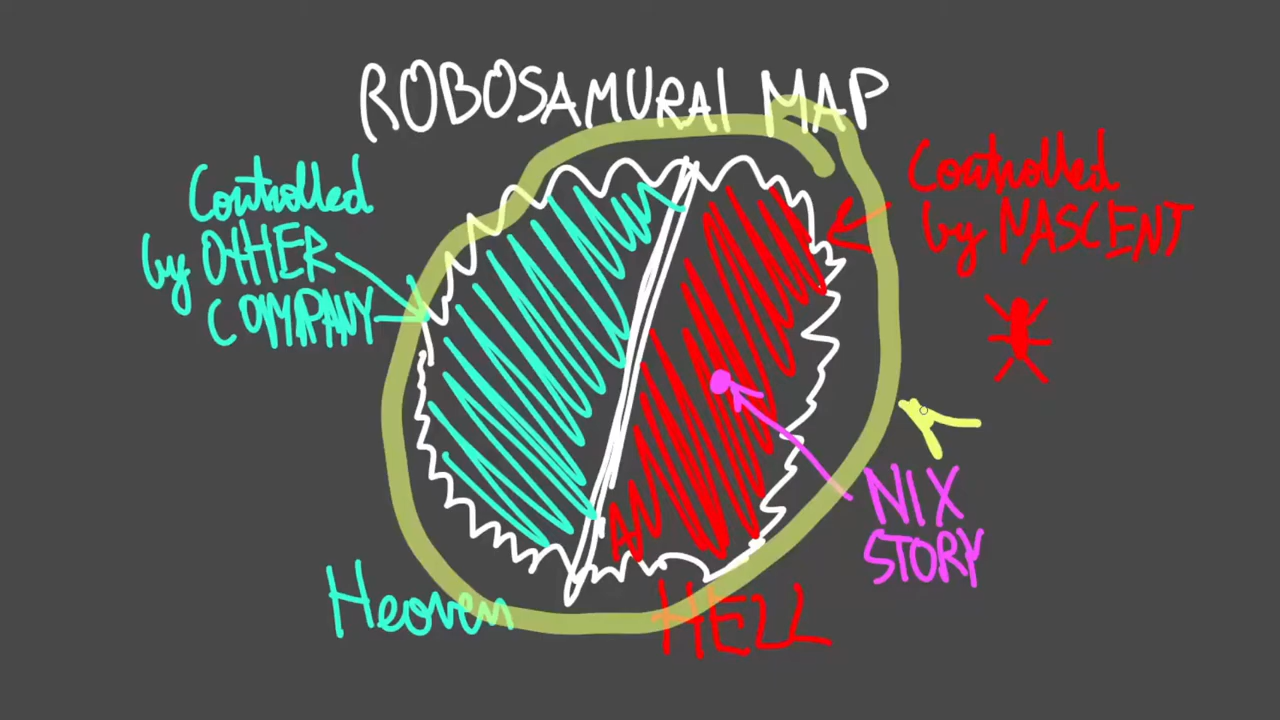 ROBOSAMURAI MAP
Controlled
by OTHER
COMPANY
Controlled
by NASCENT
NIX
STORY
Heaven
HELL